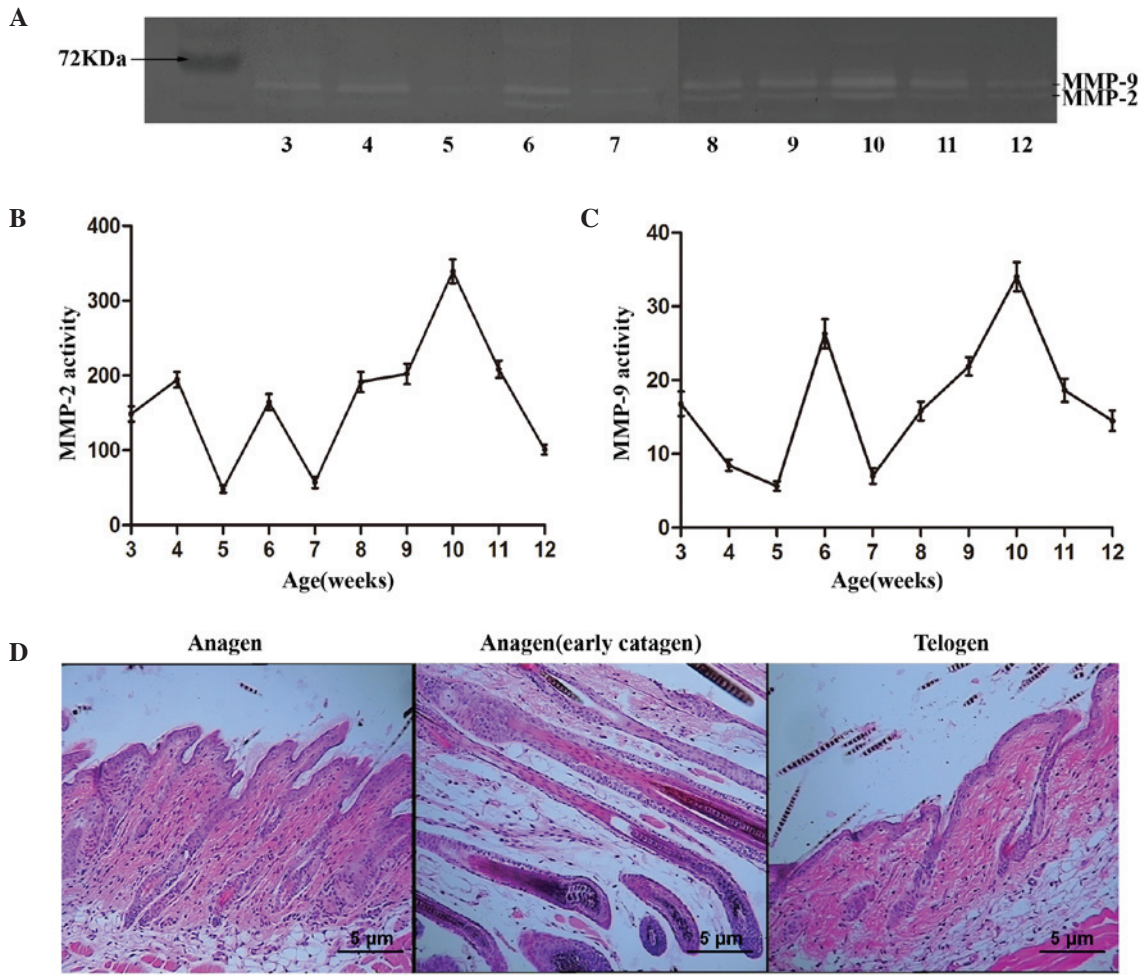 A
72KDa
MMP-9
MMP-2
3 4 5 6 7 8 9 10 11 12
B
MMP-2 activity
400
300
200
100
0
3 4 5 6 7 8 9 10 11 12
Age(weeks)
C
MMP-9 activity
40
30
20
10
0
3 4 5 6 7 8 9 10 11 12
Age(weeks)
D
Anagen
Anagen(early catagen)
Telogen
5 µm
5 µm
5 µm